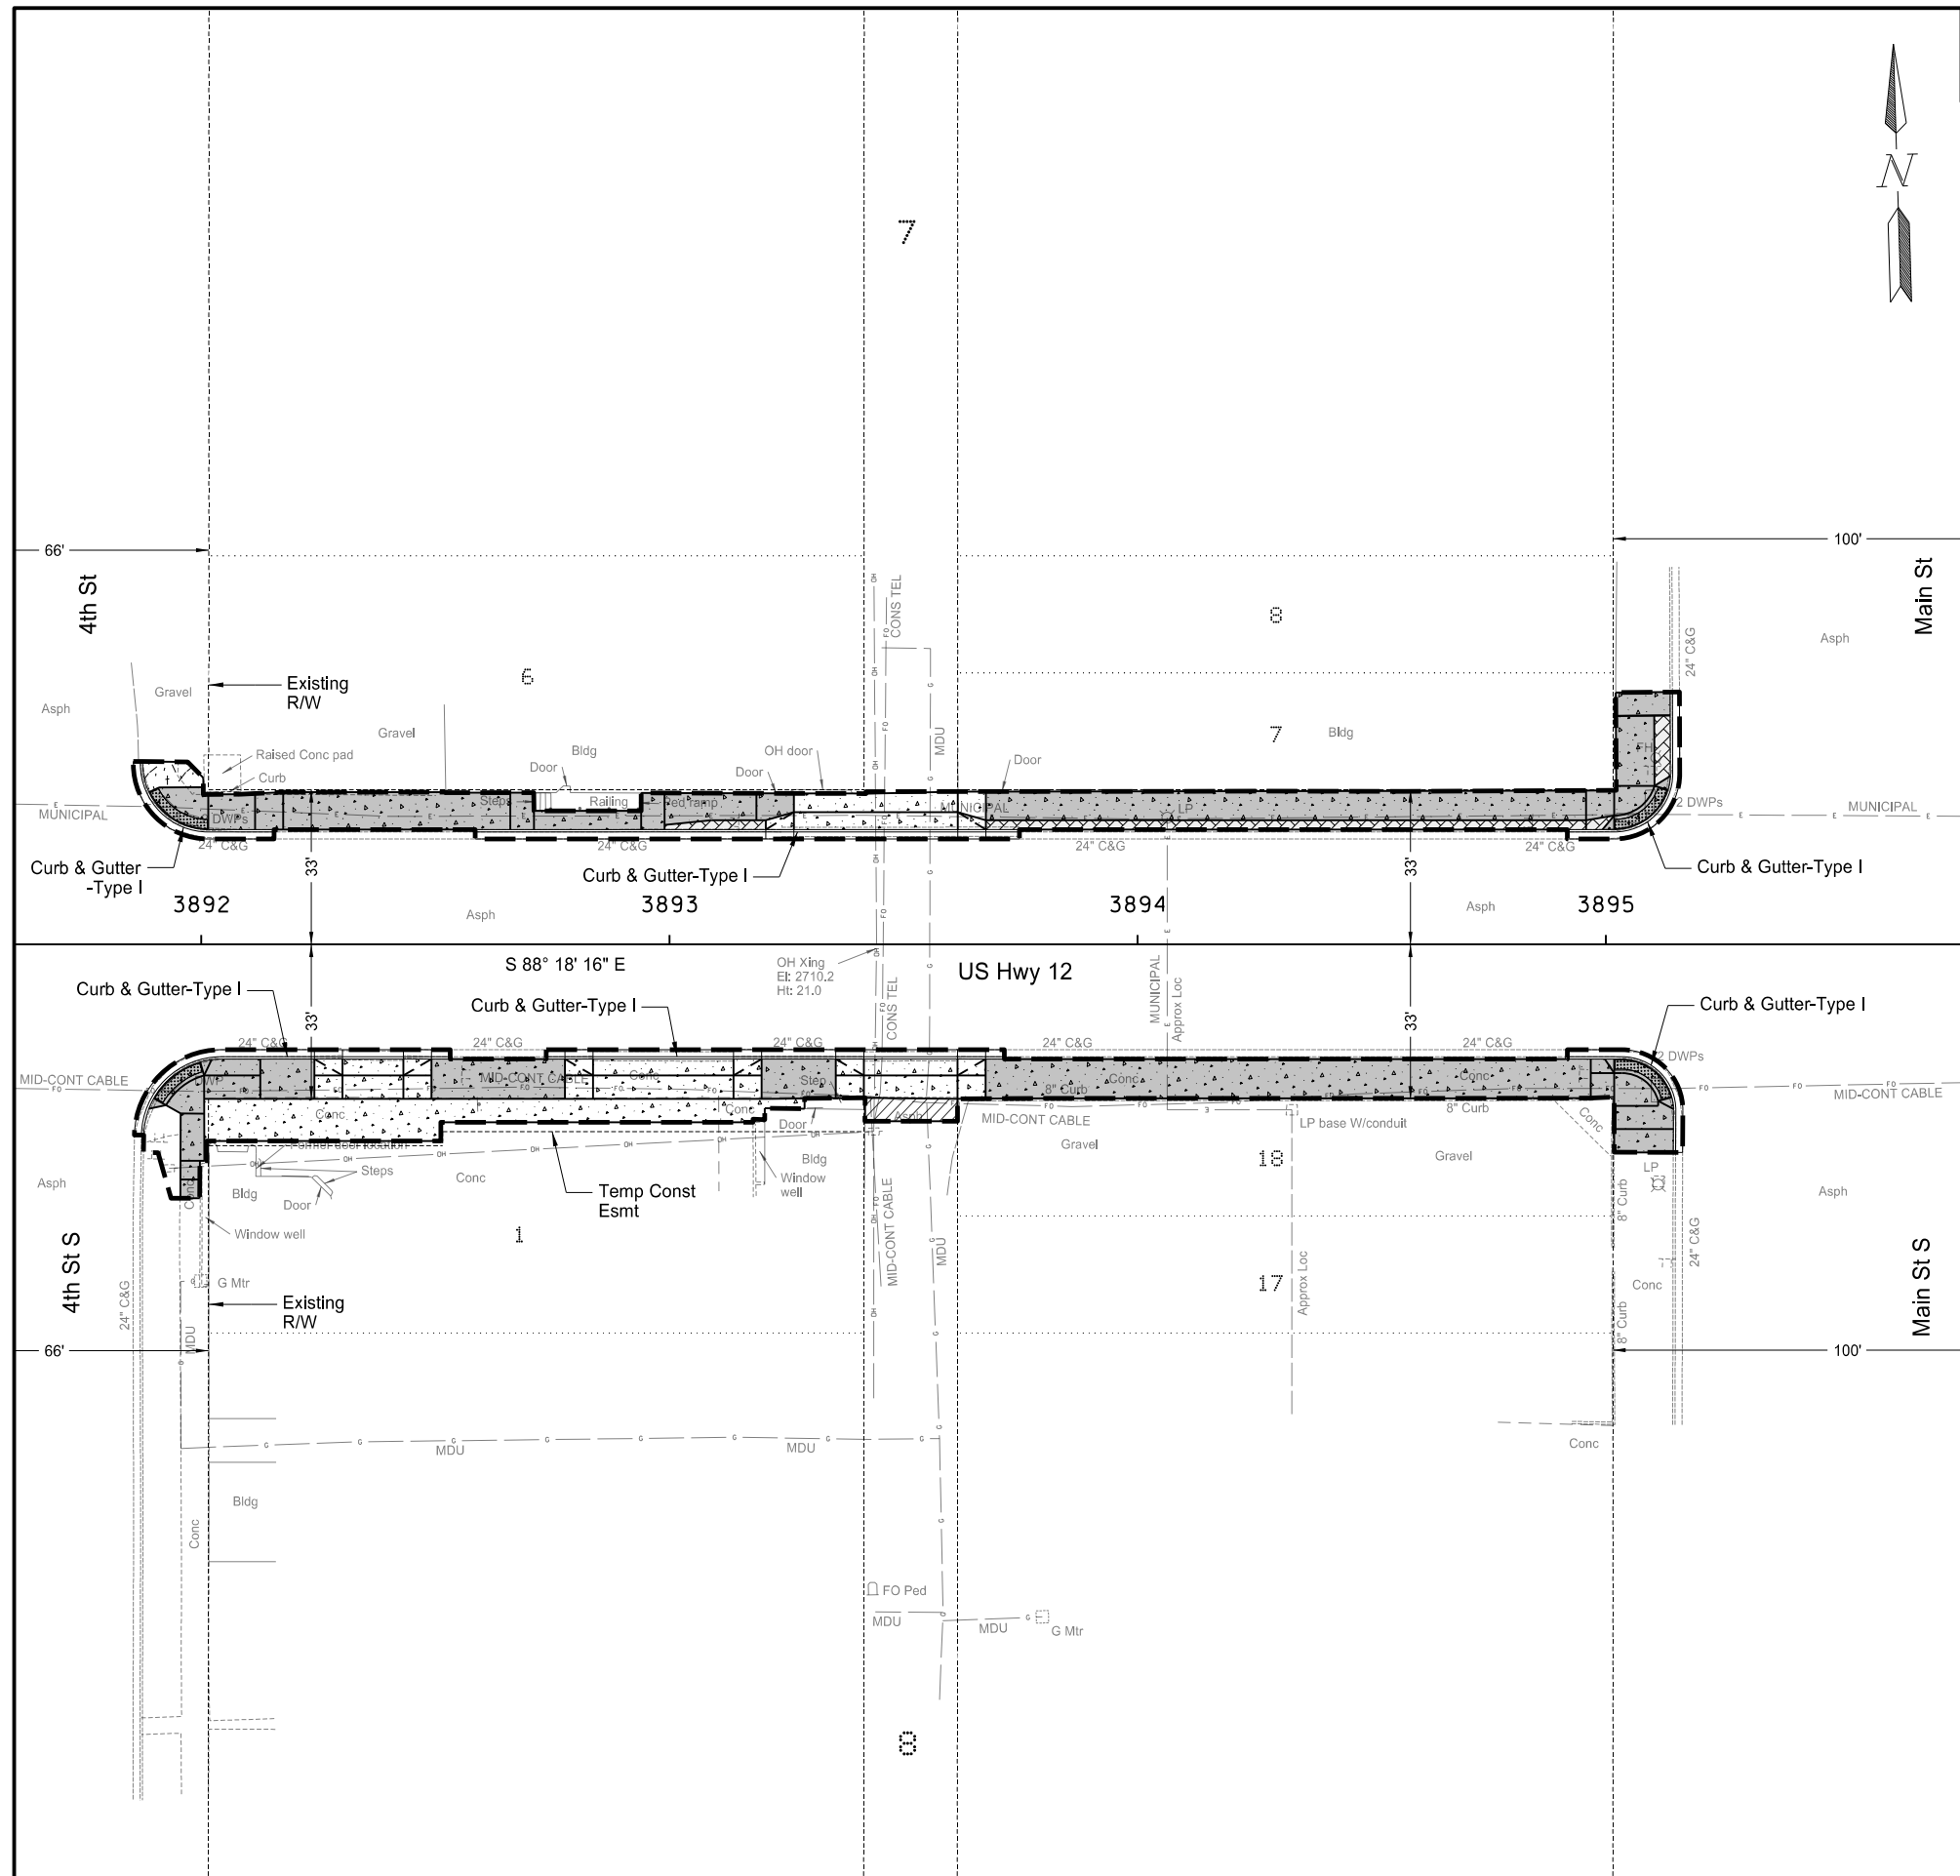 N
7
66'
100'
4th St
Main St
CONS TEL
8
Asph
24" C&G
6
Existing
R/W
Gravel
Asph
Gravel
Bldg
OH door
MDU
7
Bldg
Raised Conc pad
Curb
Door
Door
Door
FH
Steps
Railing
Ped ramp
MUNICIPAL
LP
2 DWPs
MUNICIPAL
MUNICIPAL
DWPs
24" C&G
24" C&G
24" C&G
24" C&G
Curb & Gutter
-Type I
33'
Curb & Gutter-Type I
33'
Curb & Gutter-Type I
3892
3893
3894
3895
Asph
Asph
S 88° 18' 16" E
OH Xing
El: 2710.2
Ht: 21.0
US Hwy 12
Curb & Gutter-Type I
Curb & Gutter-Type I
Curb & Gutter-Type I
33'
CONS TEL
MUNICIPAL
Approx Loc
33'
24" C&G
24" C&G
24" C&G
24" C&G
24" C&G
2 DWPs
MID-CONT CABLE
DWP
MID-CONT CABLE
Conc
Step
Conc
Conc
8" Curb
MID-CONT CABLE
Conc
Conc
Door
Asph
MID-CONT CABLE
8" Curb
Conc
LP base W/conduit
Former door location
Steps
Conc
Bldg
Gravel
18
Gravel
LP
Asph
Asph
Conc
Bldg
Door
Window
well
Temp Const
Esmt
MID-CONT CABLE
8" Curb
Window well
1
MDU
4th St S
24" C&G
G Mtr
17
Approx Loc
Conc
24" C&G
Main St S
Existing
R/W
8" Curb
66'
MDU
100'
MDU
MDU
Conc
Bldg
Conc
FO Ped
MDU
MDU
G Mtr
8